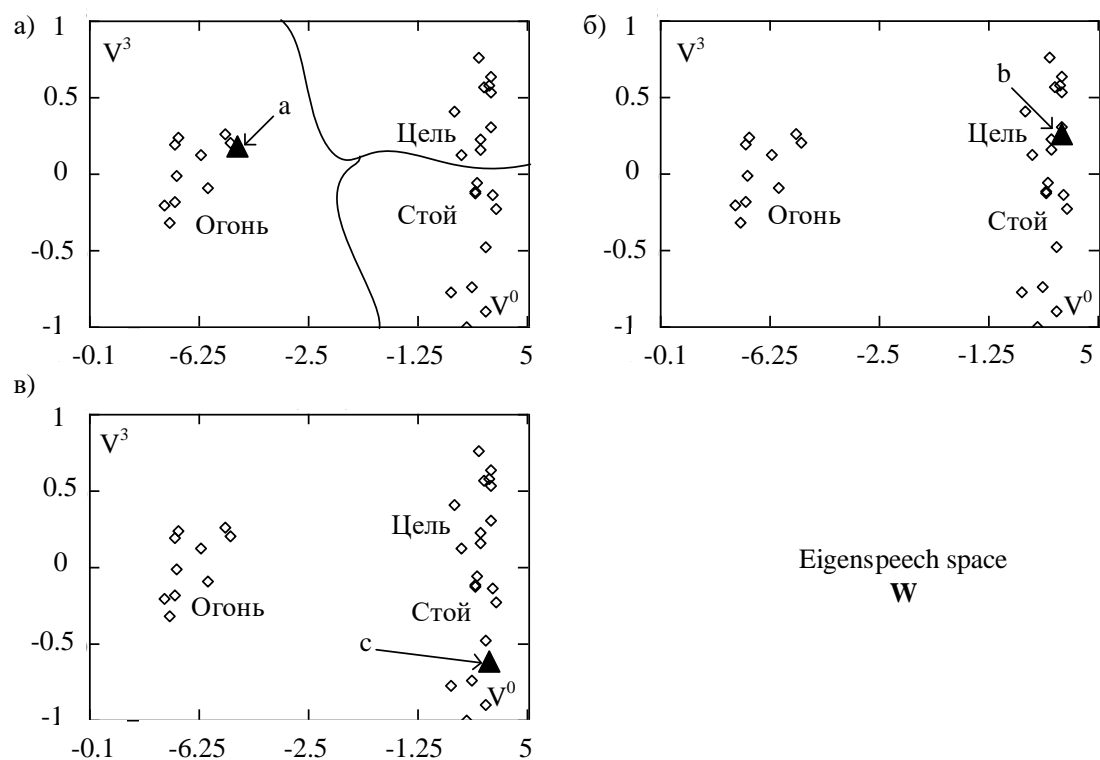 а)
1
0.5
0
-0.5
-1
V³
a
Цель
Огонь
Стой
V⁰
-0.1 -6.25 -2.5 -1.25 5
б)
1
0.5
0
-0.5
-1
V³
b
Цель
Огонь
Стой
V⁰
-0.1 -6.25 -2.5 -1.25 5
в)
1
0.5
0
-0.5
-1
V³
Цель
Огонь
Стой
c
V⁰
-0.1 -6.25 -2.5 -1.25 5
Eigenspeech space
W